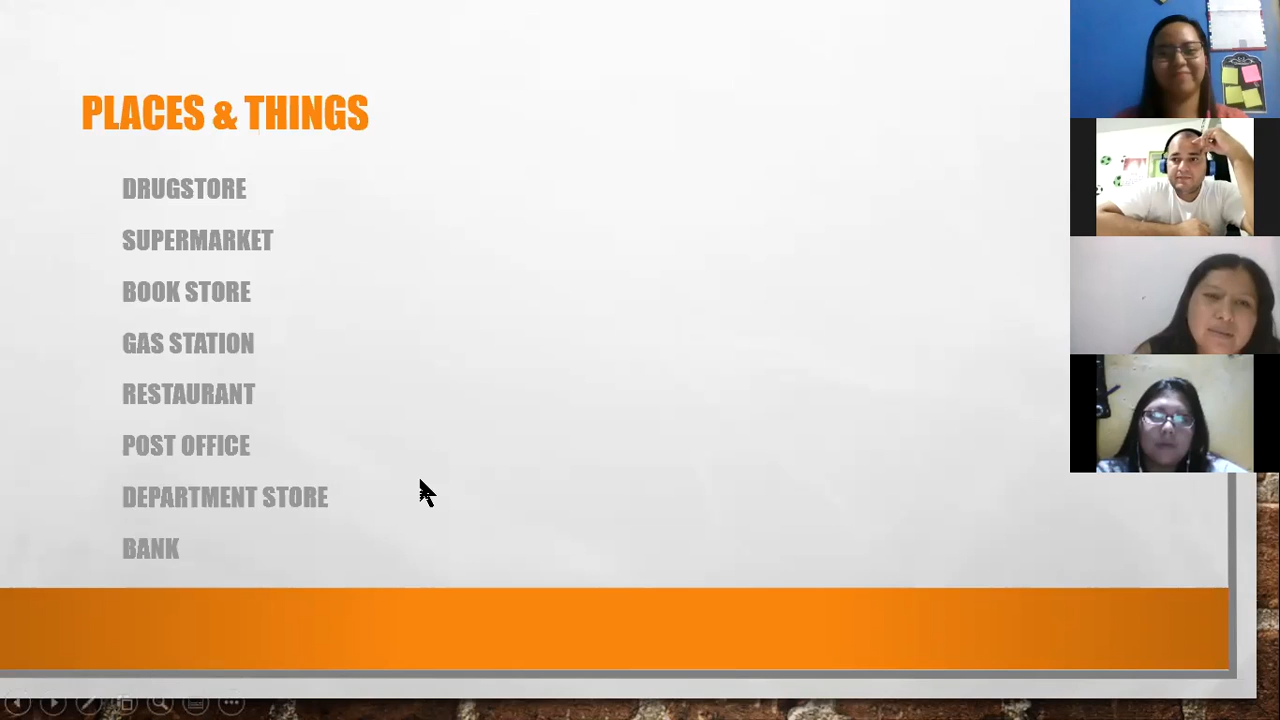 PLACES & THINGS
DRUGSTORE
SUPERMARKET
BOOK STORE
GAS STATION
RESTAURANT
POST OFFICE
DEPARTMENT STORE
BANK